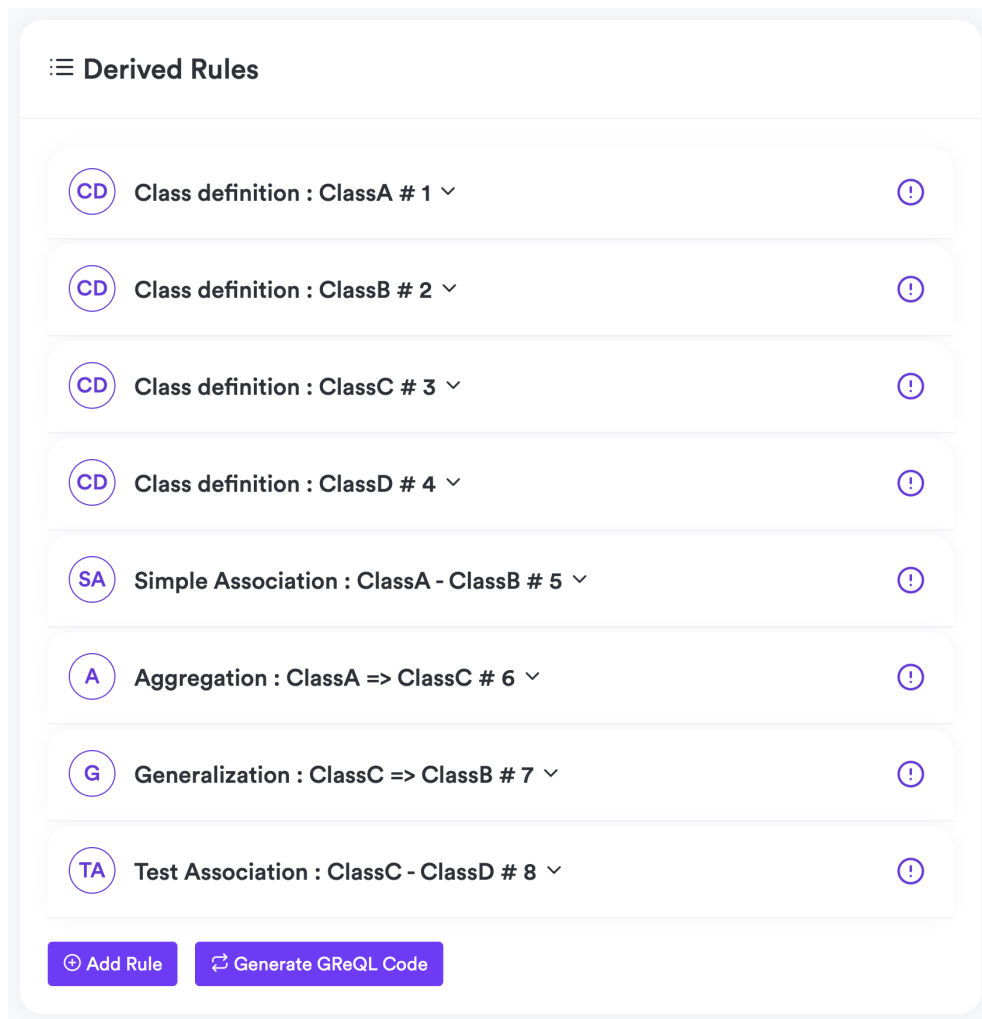 Derived Rules
CD Class definition : ClassA # 1
CD Class definition : ClassB # 2
CD Class definition : ClassC # 3
CD Class definition : ClassD # 4
SA Simple Association : ClassA - ClassB # 5
A Aggregation : ClassA => ClassC # 6
G Generalization : ClassC => ClassB # 7
TA Test Association : ClassC - ClassD # 8
Add Rule Generate GReQL Code